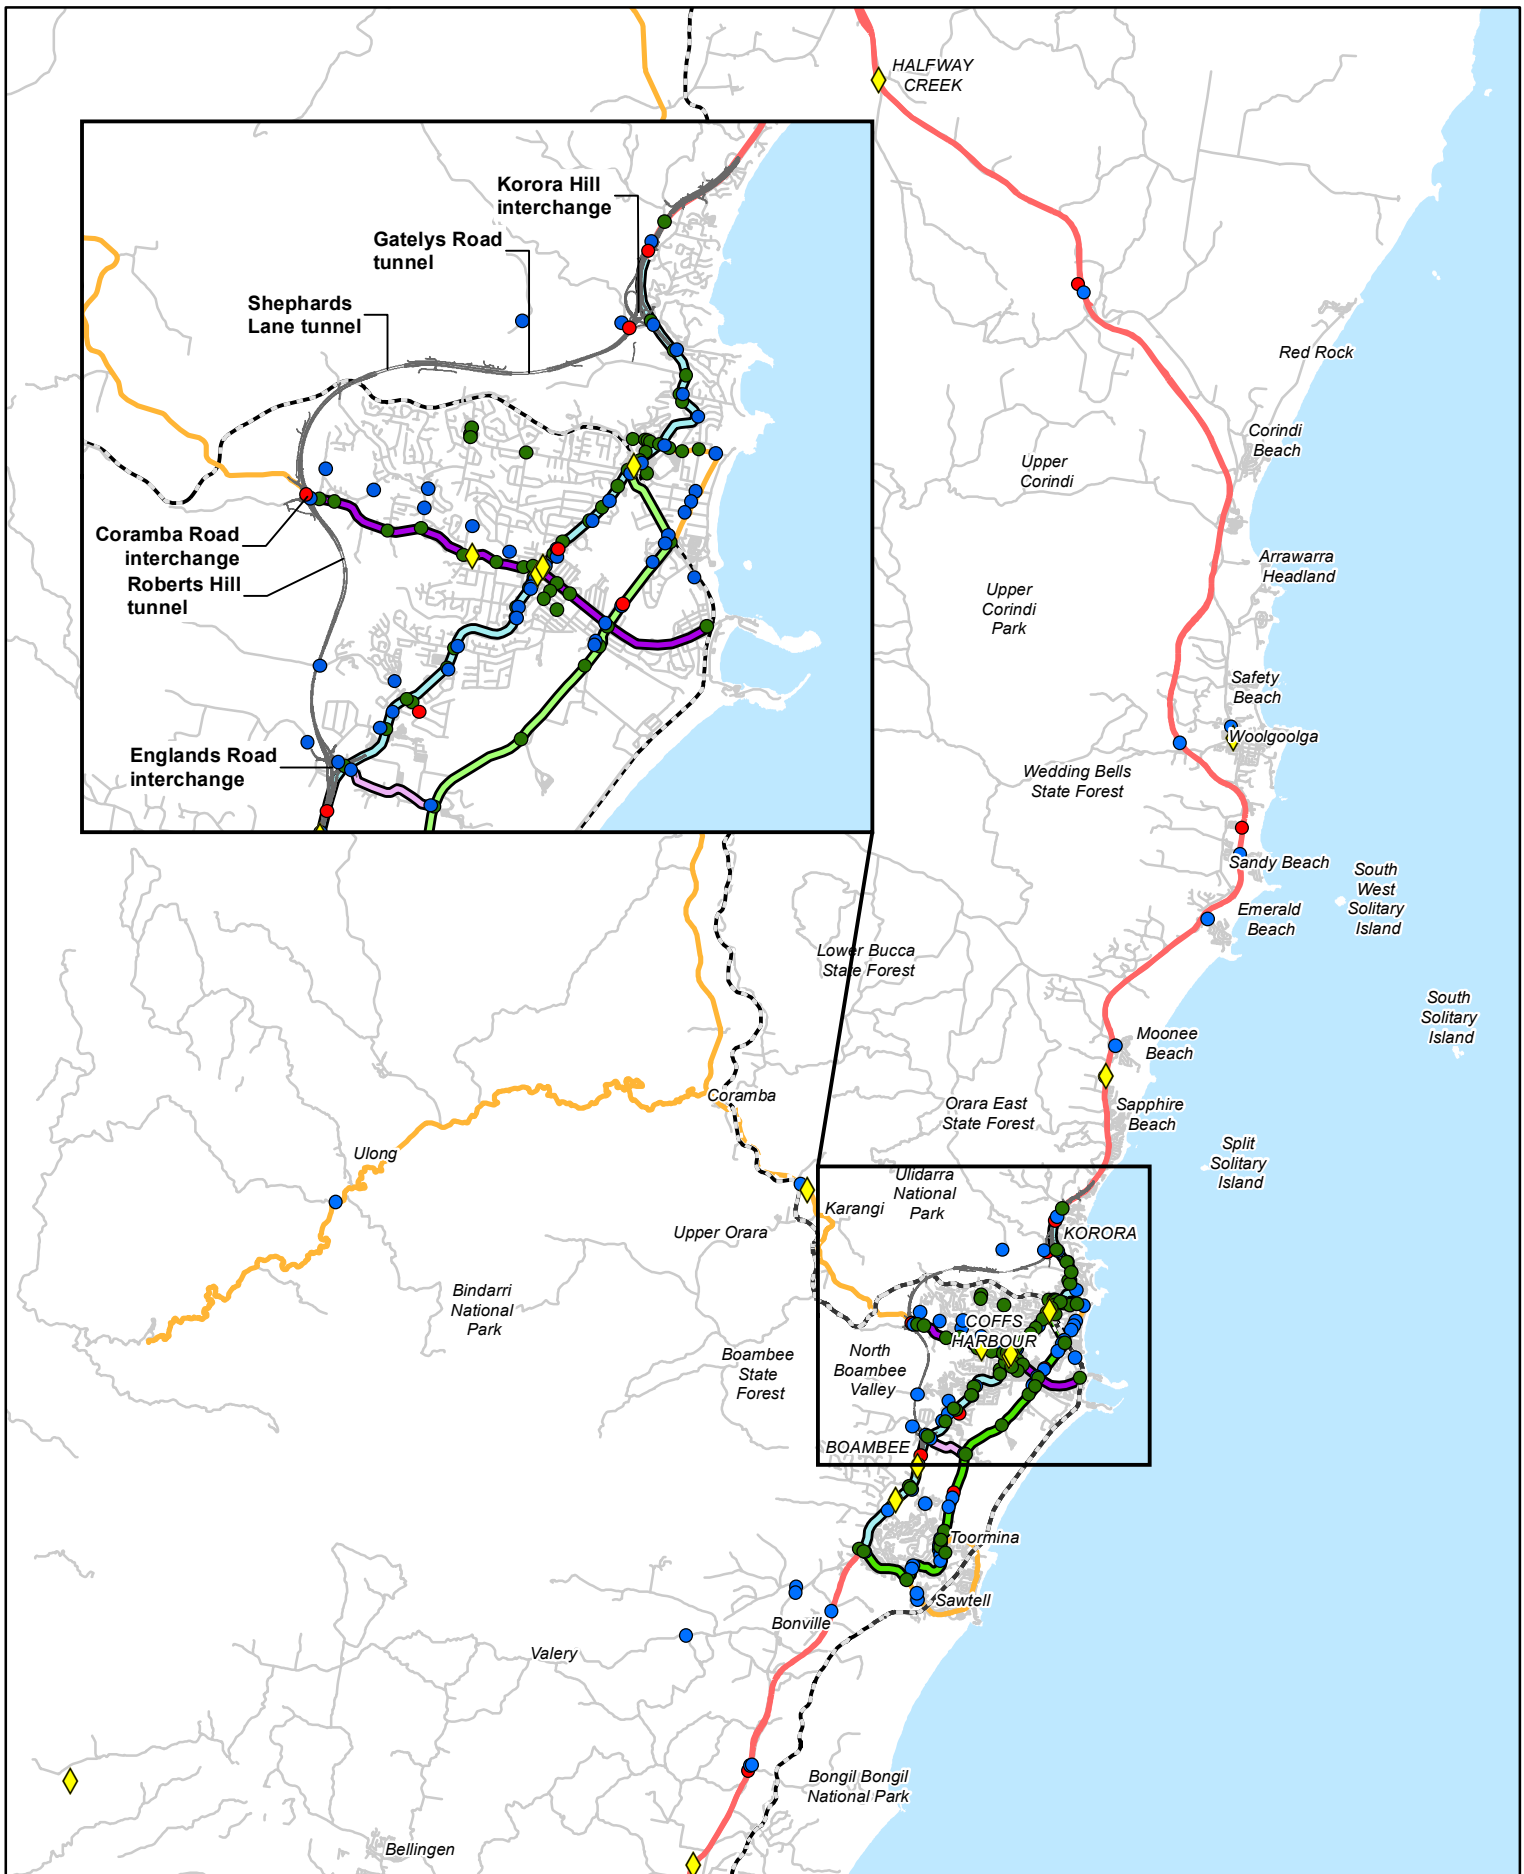 HALFWAY
CREEK
Korora Hill
interchange
Gatelys Road
tunnel
Shephards
Lane tunnel
Coramba Road
interchange
Roberts Hill
tunnel
Englands Road
interchange
Red Rock
Corindi
Beach
Upper
Corindi
Arrawarra
Headland
Upper
Corindi
Park
Safety
Beach
Woolgoolga
Wedding Bells
State Forest
Sandy Beach
South
West
Solitary
Island
Emerald
Beach
Lower Bucca
State Forest
South
Solitary
Island
Moonee
Beach
Coramba
Orara East
State Forest
Sapphire
Beach
Split
Solitary
Island
Ulong
Ulidarra
National
Park
Karangi
Upper Orara
KORORA
Bindarri
National
Park
COFFS
HARBOUR
North
Boambee
Valley
Boambee
State
Forest
BOAMBEE
Toormina
Sawtell
Bonville
Valery
Bongil Bongil
National Park
Bellingen